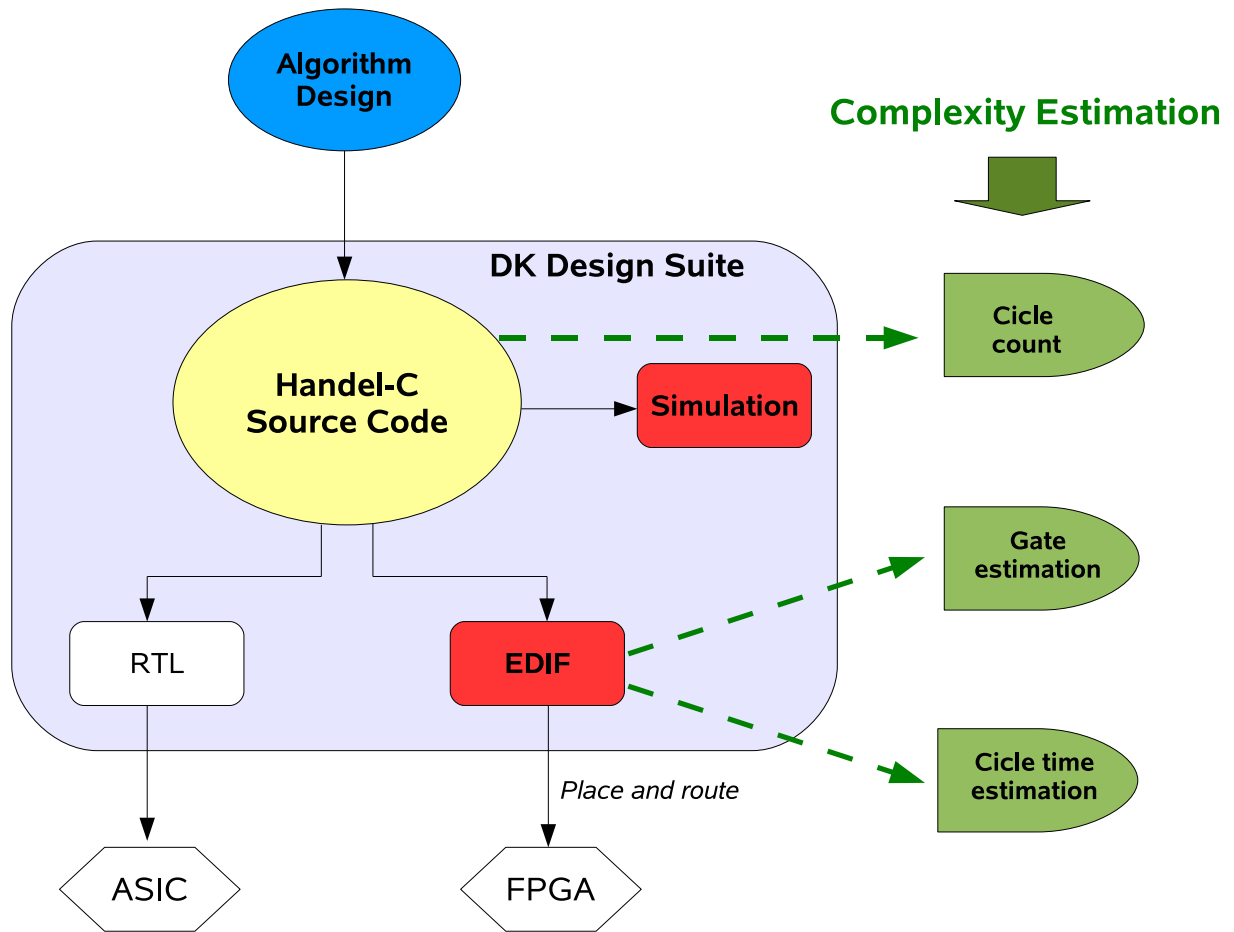 Algorithm
Design
Complexity Estimation
DK Design Suite
Cicle
count
Handel-C
Source Code
Simulation
Gate
estimation
RTL
EDIF
Cicle time
estimation
Place and route
ASIC
FPGA